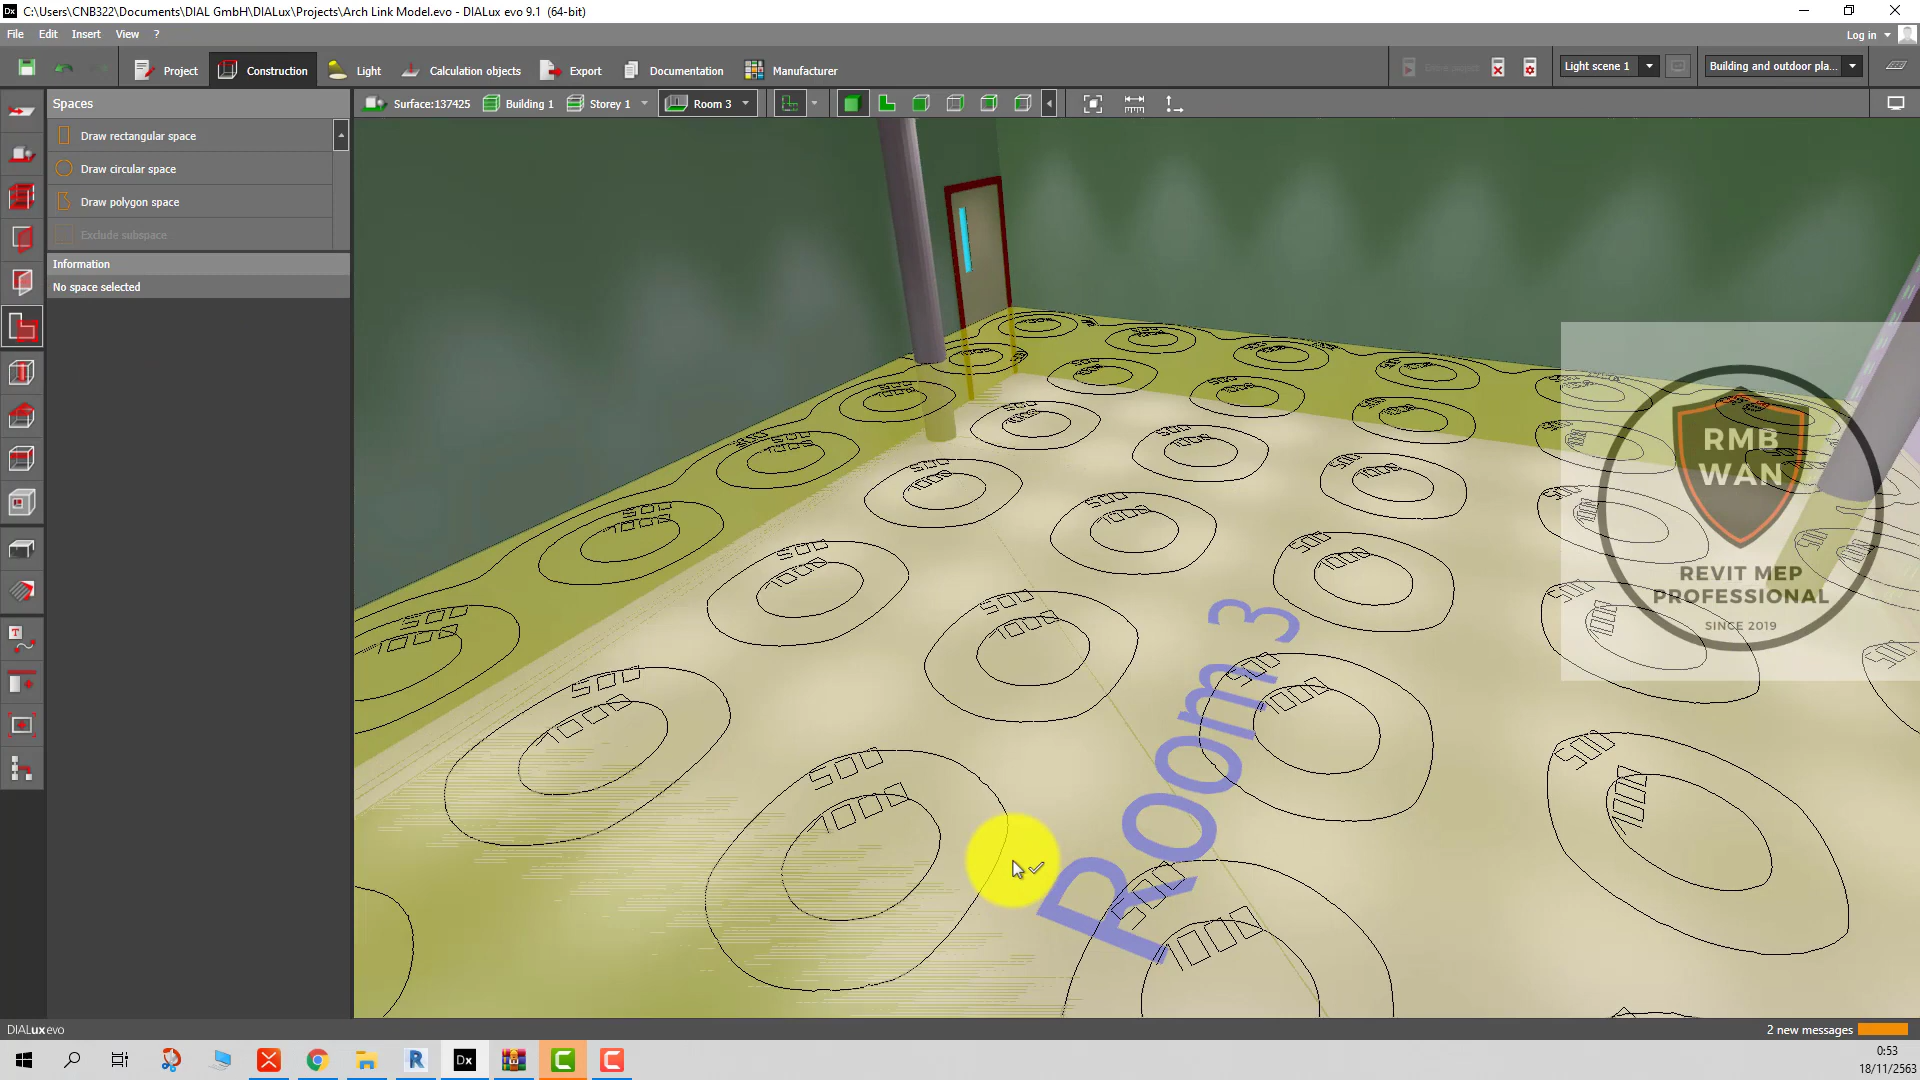 C:\Users\CNB322\Documents\DIAL GmbH\DIALux\Projects\Arch Link Model.evo - DIALux evo 9.1 (64-bit)
File Edit Insert View ?
Log in
Project Construction Light Calculation objects Export Documentation Manufacturer
Light scene 1
Building and outdoor pla...
Spaces
Surface:137425 Building 1 Storey 1 Room 3
Draw rectangular space
Draw circular space
Draw polygon space
Exclude subspace
Information
No space selected
500
1000
Room 3
RMB
WAN
REVIT MEP
PROFESSIONAL
SINCE 2019
DIALux evo
2 new messages
0:53
18/11/2563